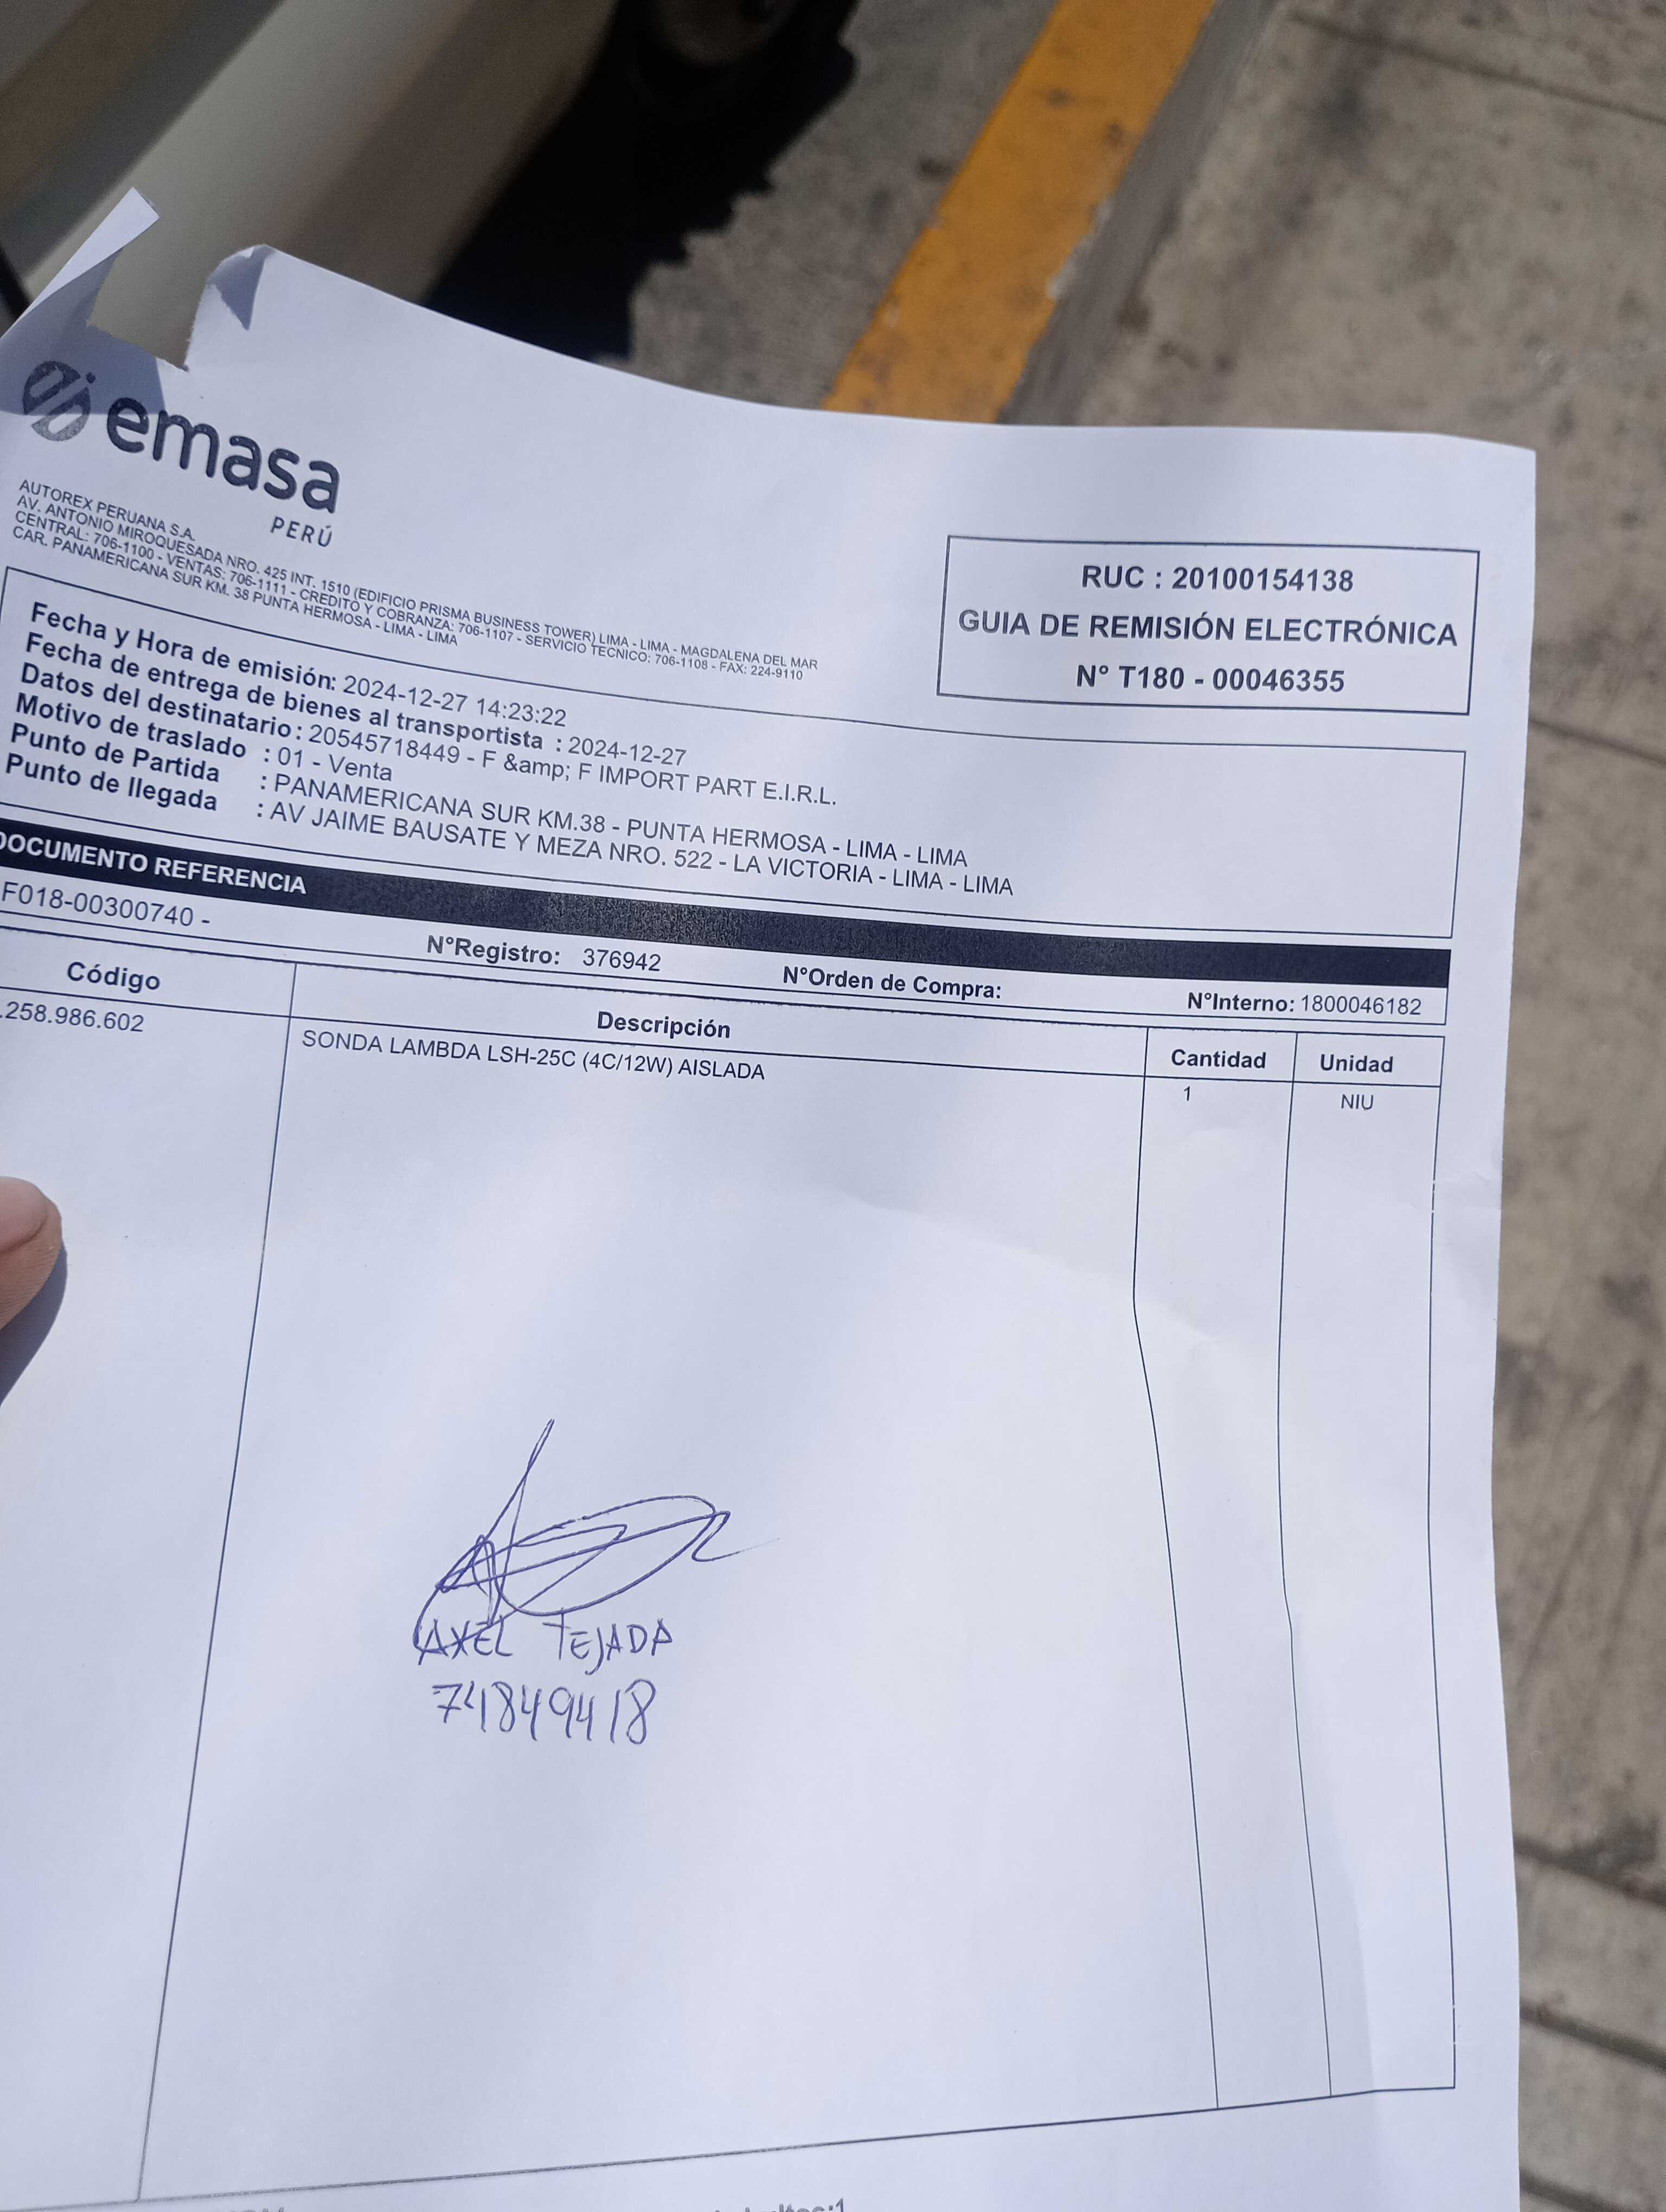 emasa
PERÚ
AUTOREX PERUANA S.A.
AV. ANTONIO MIROQUESADA NRO. 425 INT. 1510 (EDIFICIO PRISMA BUSINESS TOWER) LIMA - LIMA - MAGDALENA DEL MAR
CENTRAL: 706-1100 - VENTAS: 706-1111 - CREDITO Y COBRANZA: 706-1107 - SERVICIO TECNICO: 706-1108 - FAX: 224-9110
CAR. PANAMERICANA SUR KM. 38 PUNTA HERMOSA - LIMA - LIMA
RUC : 20100154138
GUIA DE REMISIÓN ELECTRÓNICA
N° T180 - 00046355
Fecha y Hora de emisión: 2024-12-27 14:23:22
Fecha de entrega de bienes al transportista : 2024-12-27
Datos del destinatario : 20545718449 - F &amp; F IMPORT PART E.I.R.L.
Motivo de traslado : 01 - Venta
Punto de Partida : PANAMERICANA SUR KM.38 - PUNTA HERMOSA - LIMA - LIMA
Punto de llegada : AV JAIME BAUSATE Y MEZA NRO. 522 - LA VICTORIA - LIMA - LIMA
DOCUMENTO REFERENCIA
F018-00300740 - N°Registro: 376942 N°Orden de Compra: N°Interno: 1800046182
Código Descripción Cantidad Unidad
.258.986.602 SONDA LAMBDA LSH-25C (4C/12W) AISLADA 1 NIU
AXEL TEJADA
74849418